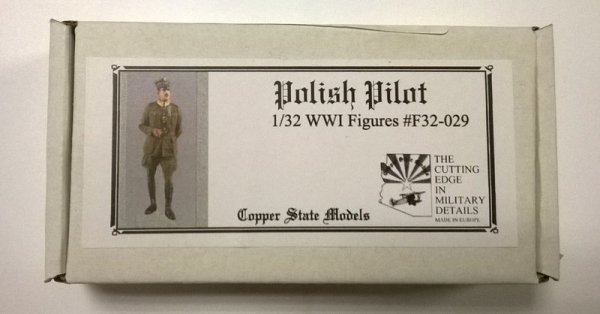 Polish Pilot
1/32 WWI Figures #F32-029
THE
CUTTING
EDGE
IN
MILITARY
DETAILS
MADE IN EUROPE
Copper State Models